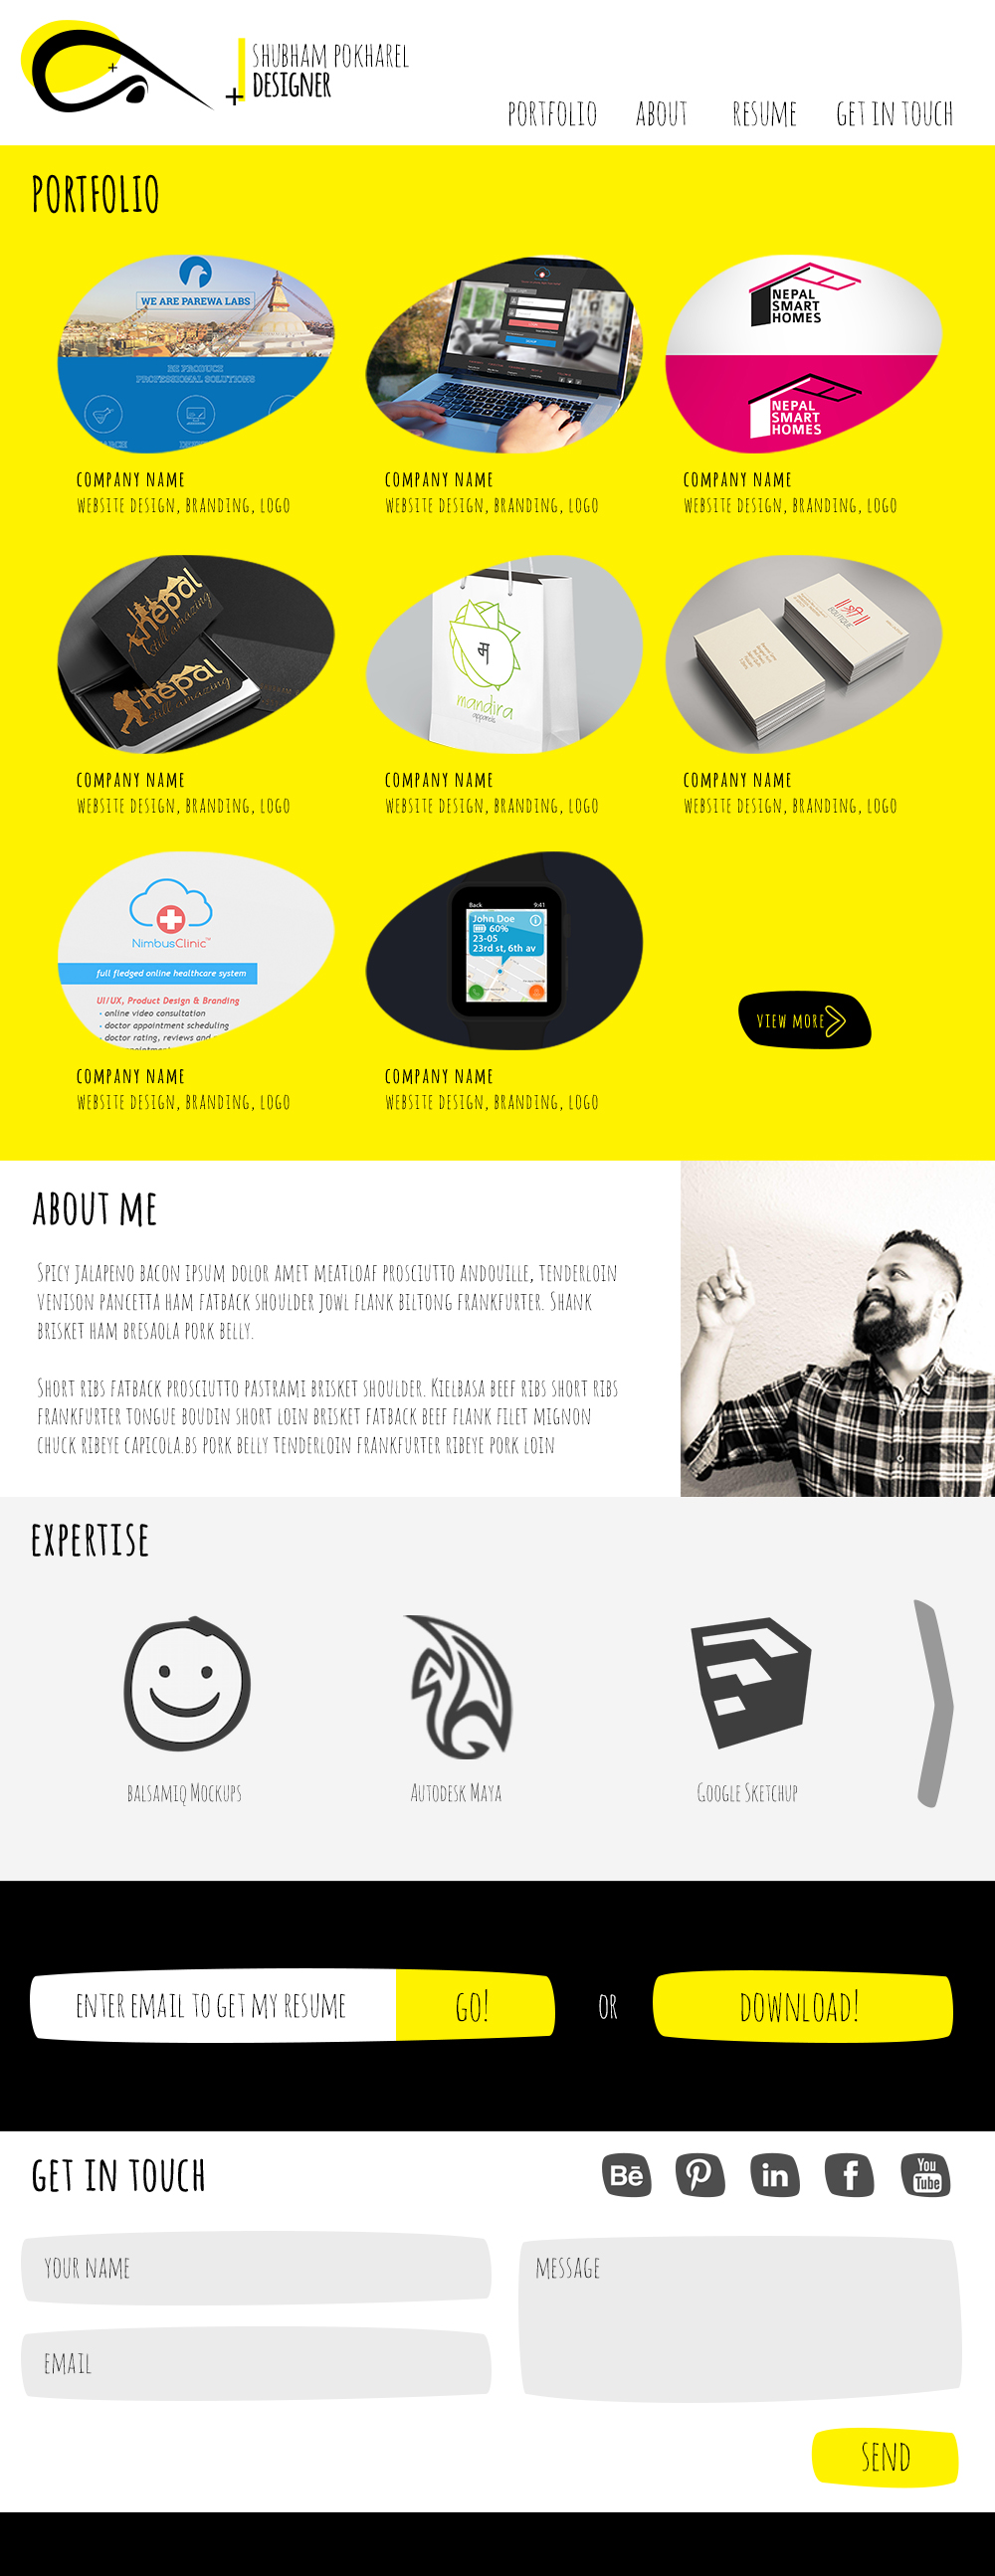 SHUBHAM POKHAREL
DESIGNER
PORTFOLIO ABOUT RESUME GET IN TOUCH
PORTFOLIO
WE ARE PAREWA LABS
BE PRODUCE
PROFESSIONAL SOLUTIONS
NEPAL
SMART
HOMES
NEPAL
SMART
HOMES
COMPANY NAME
WEBSITE DESIGN, BRANDING, LOGO
COMPANY NAME
WEBSITE DESIGN, BRANDING, LOGO
COMPANY NAME
WEBSITE DESIGN, BRANDING, LOGO
nepal
still amazing
nepal
still amazing
म
mandira
apparels
श्री
BOUTIQUE
COMPANY NAME
WEBSITE DESIGN, BRANDING, LOGO
COMPANY NAME
WEBSITE DESIGN, BRANDING, LOGO
COMPANY NAME
WEBSITE DESIGN, BRANDING, LOGO
NimbusClinic™
full fledged online healthcare system
UI/UX, Product Design & Branding
- online video consultation
- doctor appointment scheduling
- doctor rating, reviews and
Back 9:41
John Doe
60%
23-05
23rd st, 6th av
VIEW MORE
COMPANY NAME
WEBSITE DESIGN, BRANDING, LOGO
COMPANY NAME
WEBSITE DESIGN, BRANDING, LOGO
ABOUT ME
SPICY JALAPENO BACON IPSUM DOLOR AMET MEATLOAF PROSCIUTTO ANDOUILLE, TENDERLOIN
VENISON PANCETTA HAM FATBACK SHOULDER JOWL FLANK BILTONG FRANKFURTER. SHANK
BRISKET HAM BRESAOLA PORK BELLY.
SHORT RIBS FATBACK PROSCIUTTO PASTRAMI BRISKET SHOULDER. KIELBASA BEEF RIBS SHORT RIBS
FRANKFURTER TONGUE BOUDIN SHORT LOIN BRISKET FATBACK BEEF FLANK FILET MIGNON
CHUCK RIBEYE CAPICOLA.BS PORK BELLY TENDERLOIN FRANKFURTER RIBEYE PORK LOIN
EXPERTISE
BALSAMIQ MOCKUPS
AUTODESK MAYA
GOOGLE SKETCHUP
ENTER EMAIL TO GET MY RESUME GO! OR DOWNLOAD!
GET IN TOUCH
Bē
in
f
You
Tube
YOUR NAME
EMAIL
MESSAGE
SEND